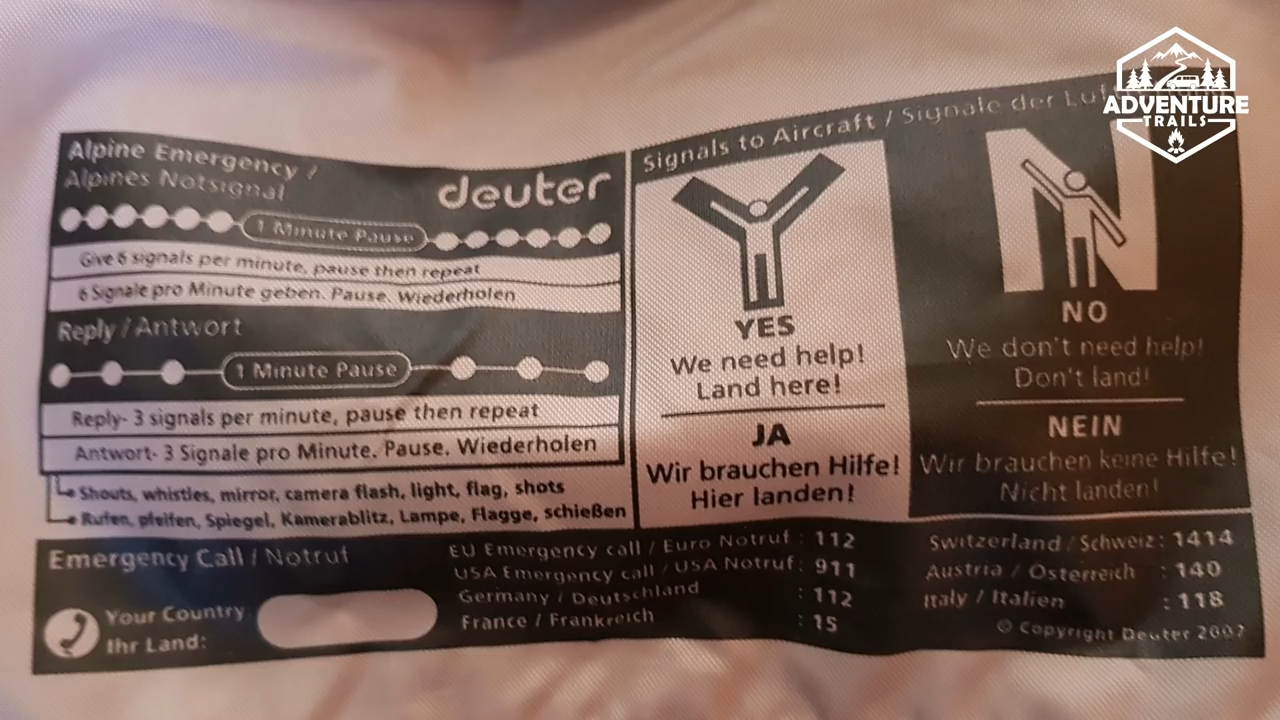 ADVENTURE
TRAILS
Alpine Emergency /
Alpines Notsignal
deuter
1 Minute Pause
Give 6 signals per minute, pause then repeat
6 Signale pro Minute geben. Pause. Wiederholen
Reply / Antwort
1 Minute Pause
Reply- 3 signals per minute, pause then repeat
Antwort- 3 Signale pro Minute. Pause. Wiederholen
Shouts, whistles, mirror, camera flash, light, flag, shots
Rufen, pfeifen, Spiegel, Kamerablitz, Lampe, Flagge, schießen
Signals to Aircraft / Signale der
YES
We need help!
Land here!
JA
Wir brauchen Hilfe!
Hier landen!
N
NO
We don't need help!
Don't land!
NEIN
Wir brauchen keine Hilfe!
Nicht landen!
Emergency Call / Notruf
Your Country
Ihr Land:
EU Emergency call / Euro Notruf : 112
USA Emergency call / USA Notruf : 911
Germany / Deutschland : 112
France / Frankreich : 15
Switzerland / Schweiz : 1414
Austria / Österreich : 140
Italy / Italien : 118
© Copyright Deuter 2007